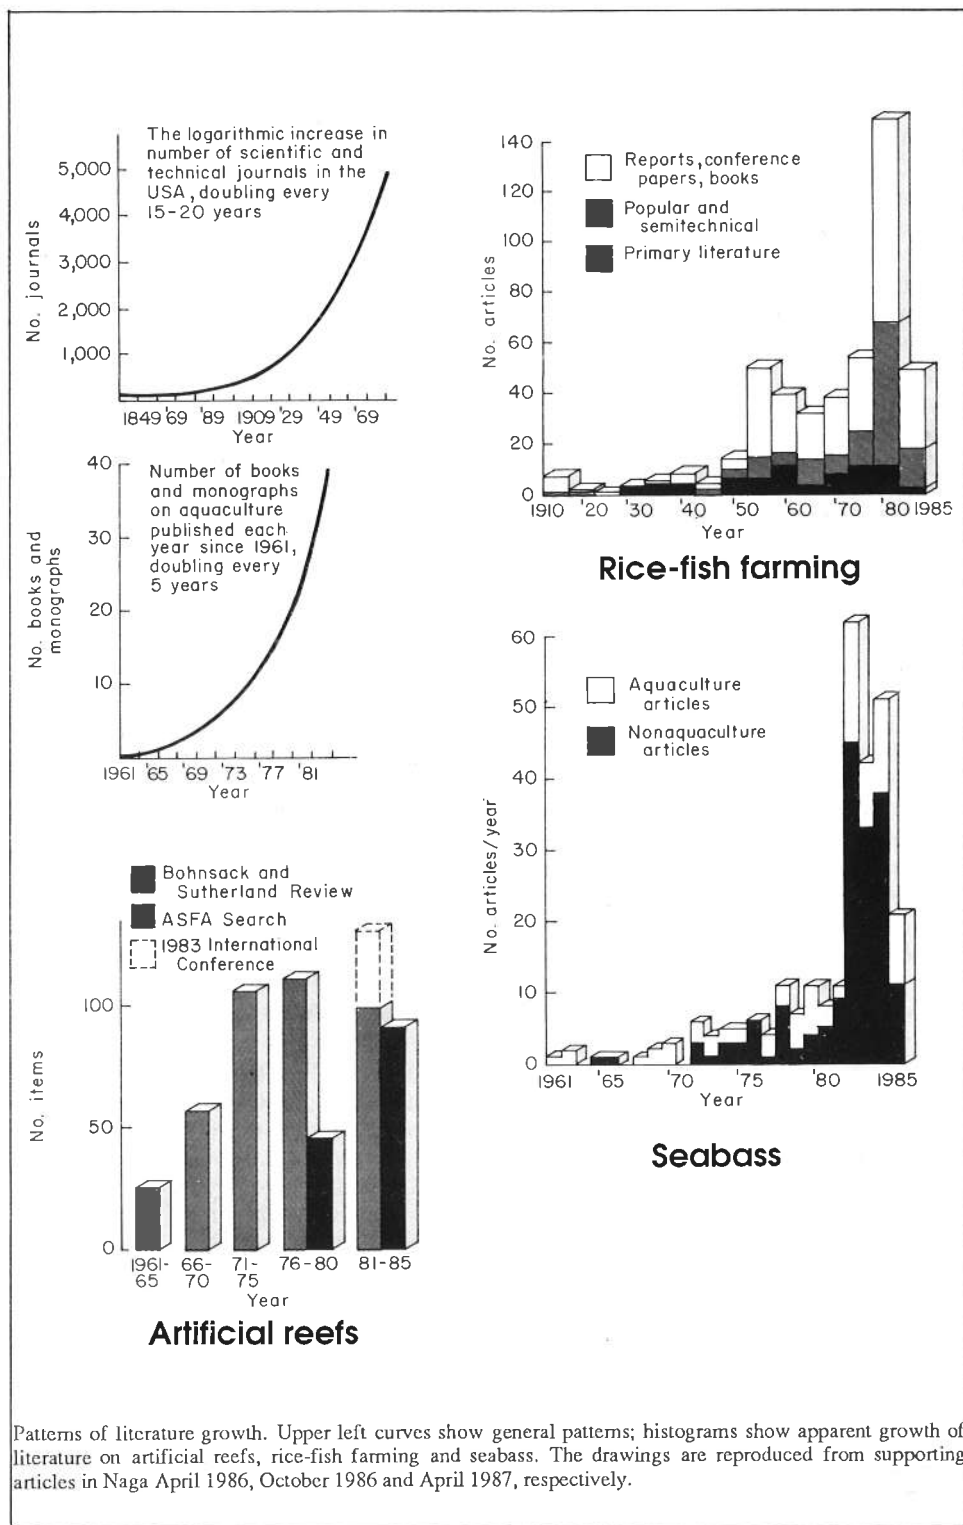 The logarithmic increase in
number of scientific and
technical journals in the
USA, doubling every
15-20 years
No. journals
5,000
4,000
3,000
2,000
1,000
1849 '69 '89 1909 '29 '49 '69
Year
Number of books
and monographs
on aquaculture
published each
year since 1961,
doubling every
5 years
No. books and
monographs
40
30
20
10
1961 '65 '69 '73 '77 '81
Year
Bohnsack and
Sutherland Review
ASFA Search
1983 International
Conference
No. items
100
50
0
1961-
65
66-
70
71-
75
76-80
81-85
Year
Artificial reefs
Reports, conference
papers, books
Popular and
semitechnical
Primary literature
No. articles
140
120
100
80
60
40
20
0
1910 '20 '30 '40 '50 '60 '70 '80 1985
Year
Rice-fish farming
Aquaculture
articles
Nonaquaculture
articles
No. articles/year
60
50
40
30
20
10
0
1961 '65 '70 '75 '80 1985
Year
Seabass
Patterns of literature growth. Upper left curves show general patterns; histograms show apparent growth of
literature on artificial reefs, rice-fish farming and seabass. The drawings are reproduced from supporting
articles in Naga April 1986, October 1986 and April 1987, respectively.